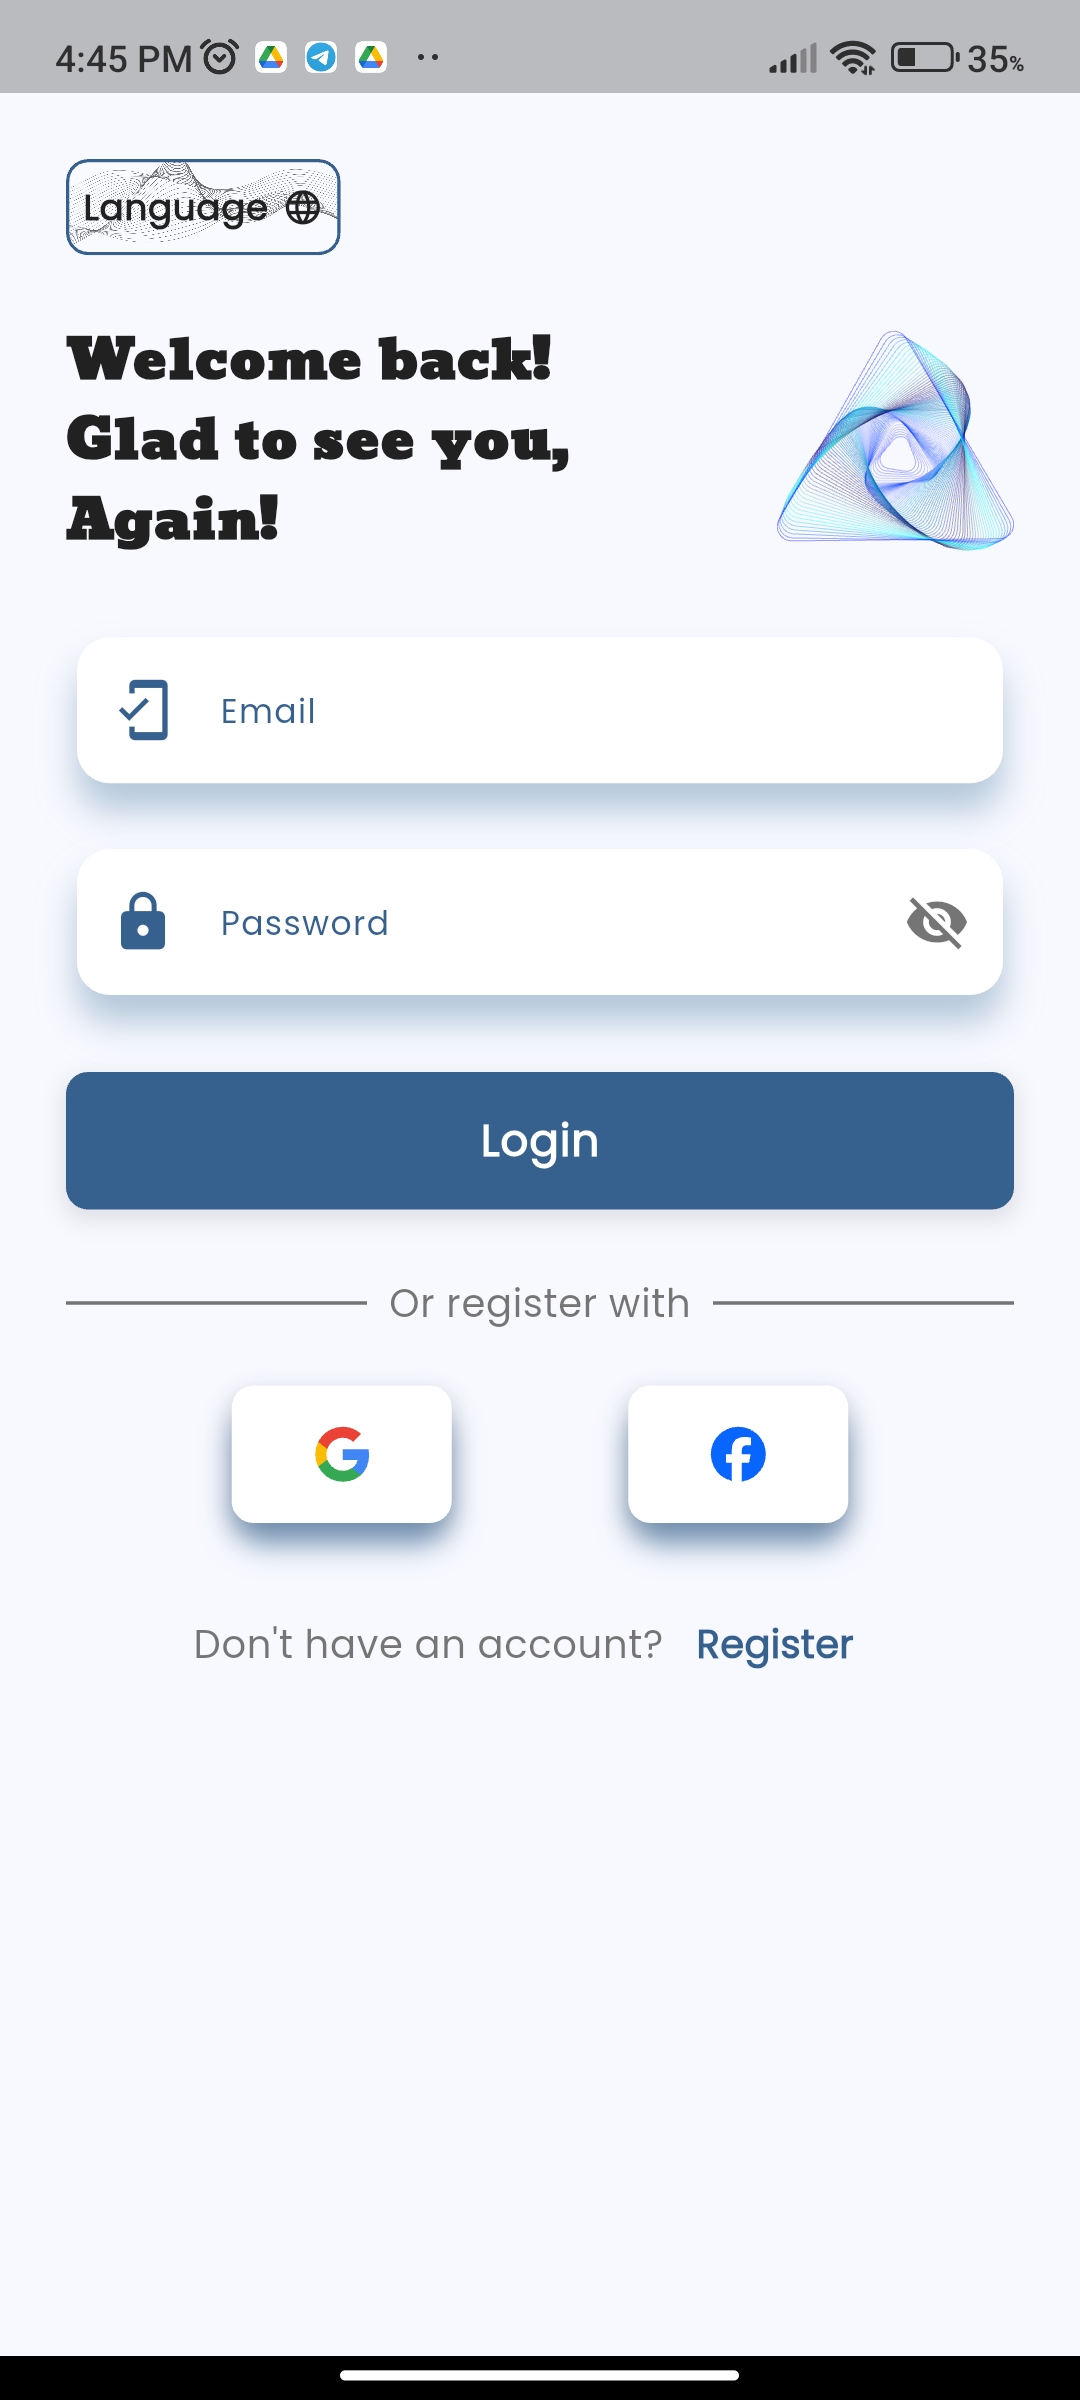 4:45 PM 35%
Language
Welcome back!
Glad to see you,
Again!
Email
Password
Login
Or register with
Don't have an account? Register